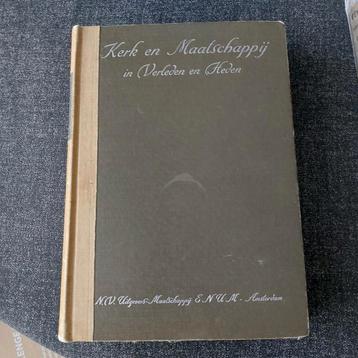 Kerk en Maatschappij
in Verleden en Heden
N.V. Uitgevers-Maatschappij E.N.U.M. - Amsterdam